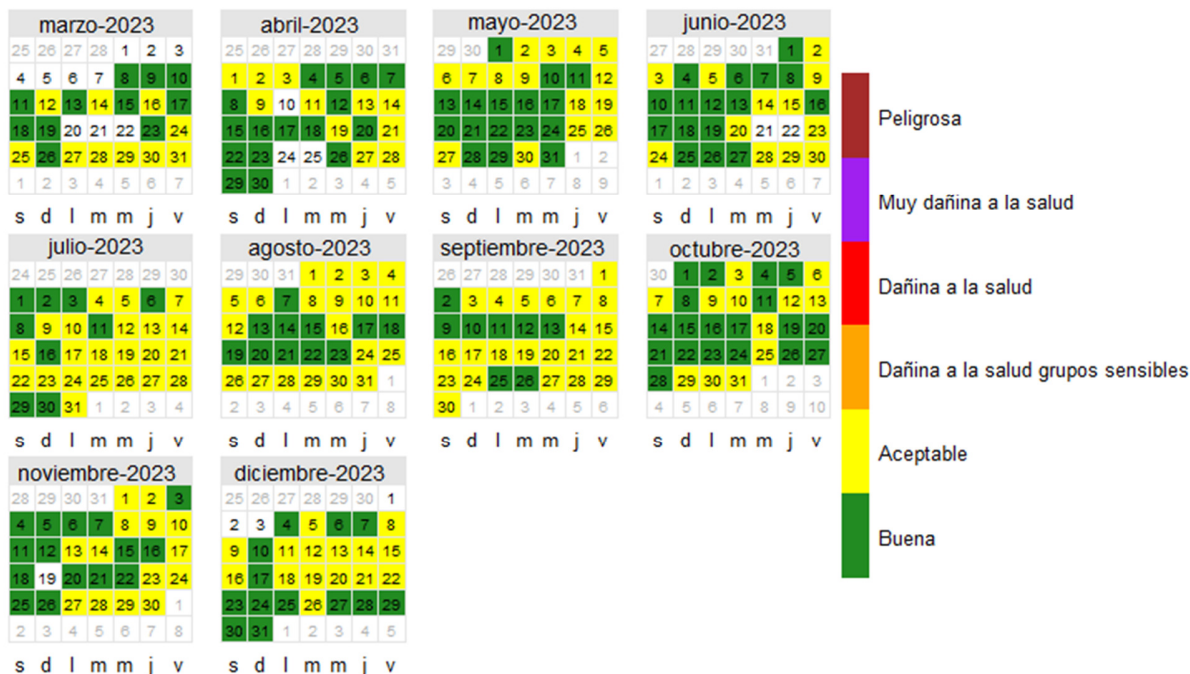 marzo-2023
25 26 27 28 1 2 3
4 5 6 7 8 9 10
11 12 13 14 15 16 17
18 19 20 21 22 23 24
25 26 27 28 29 30 31
1 2 3 4 5 6 7
s d l m m j v
abril-2023
25 26 27 28 29 30 31
1 2 3 4 5 6 7
8 9 10 11 12 13 14
15 16 17 18 19 20 21
22 23 24 25 26 27 28
29 30 1 2 3 4 5
s d l m m j v
mayo-2023
29 30 1 2 3 4 5
6 7 8 9 10 11 12
13 14 15 16 17 18 19
20 21 22 23 24 25 26
27 28 29 30 31 1 2
3 4 5 6 7 8 9
s d l m m j v
junio-2023
27 28 29 30 31 1 2
3 4 5 6 7 8 9
10 11 12 13 14 15 16
17 18 19 20 21 22 23
24 25 26 27 28 29 30
1 2 3 4 5 6 7
s d l m m j v
julio-2023
24 25 26 27 28 29 30
1 2 3 4 5 6 7
8 9 10 11 12 13 14
15 16 17 18 19 20 21
22 23 24 25 26 27 28
29 30 31 1 2 3 4
s d l m m j v
agosto-2023
29 30 31 1 2 3 4
5 6 7 8 9 10 11
12 13 14 15 16 17 18
19 20 21 22 23 24 25
26 27 28 29 30 31 1
2 3 4 5 6 7 8
s d l m m j v
septiembre-2023
26 27 28 29 30 31 1
2 3 4 5 6 7 8
9 10 11 12 13 14 15
16 17 18 19 20 21 22
23 24 25 26 27 28 29
30 1 2 3 4 5 6
s d l m m j v
octubre-2023
30 1 2 3 4 5 6
7 8 9 10 11 12 13
14 15 16 17 18 19 20
21 22 23 24 25 26 27
28 29 30 31 1 2 3
4 5 6 7 8 9 10
s d l m m j v
noviembre-2023
28 29 30 31 1 2 3
4 5 6 7 8 9 10
11 12 13 14 15 16 17
18 19 20 21 22 23 24
25 26 27 28 29 30 1
2 3 4 5 6 7 8
s d l m m j v
diciembre-2023
25 26 27 28 29 30 1
2 3 4 5 6 7 8
9 10 11 12 13 14 15
16 17 18 19 20 21 22
23 24 25 26 27 28 29
30 31 1 2 3 4 5
s d l m m j v
Peligrosa
Muy dañina a la salud
Dañina a la salud
Dañina a la salud grupos sensibles
Aceptable
Buena